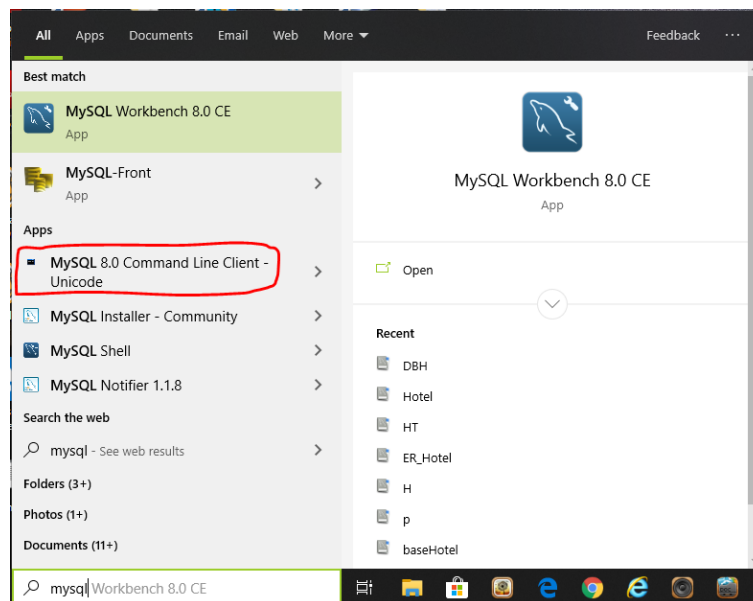 All Apps Documents Email Web More Feedback ...
Best match
MySQL Workbench 8.0 CE
App
MySQL-Front
App
Apps
MySQL 8.0 Command Line Client -
Unicode
MySQL Installer - Community
MySQL Shell
MySQL Notifier 1.1.8
Search the web
mysql - See web results
Folders (3+)
Photos (1+)
Documents (11+)
mysql Workbench 8.0 CE
MySQL Workbench 8.0 CE
App
Open
Recent
DBH
Hotel
HT
ER_Hotel
H
p
baseHotel